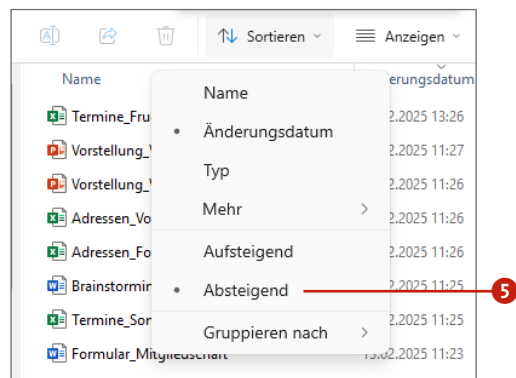 Sortieren Anzeigen
Name erungsdatum
Name
Termine_Fru 2.2025 13:26
Änderungsdatum
Vorstellung_ 2.2025 11:27
Typ
Vorstellung_ 2.2025 11:26
Mehr
Adressen_Vo 2.2025 11:26
Aufsteigend
Adressen_Fo 2.2025 11:26
Absteigend 5
Brainstormin 2.2025 11:25
Termine_Son 2.2025 11:25
Gruppieren nach
Formular_Mitgliedschaft 13.02.2025 11:23